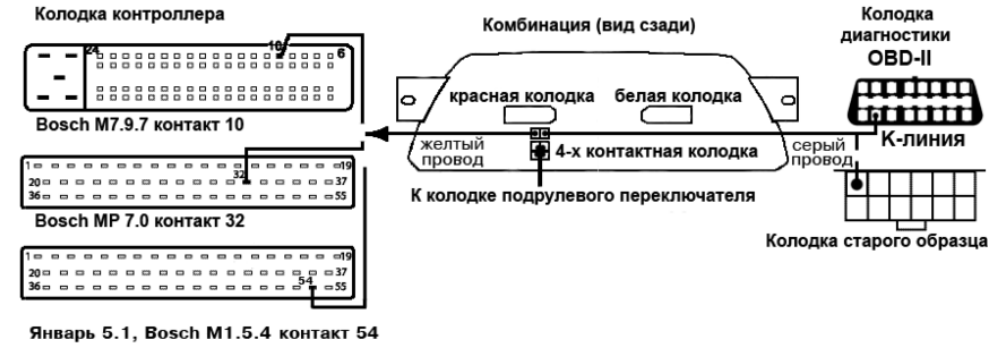 Колодка контроллера
24
10
6
Bosch M7.9.7 контакт 10
1
19
32
20
37
36
55
Bosch MP 7.0 контакт 32
1
19
20
37
54
36
55
Январь 5.1, Bosch M1.5.4 контакт 54
Комбинация (вид сзади)
красная колодка
белая колодка
желтый
провод
4-х контактная колодка
серый
провод
К колодке подрулевого переключателя
Колодка
диагностики
OBD-II
К-линия
Колодка старого образца